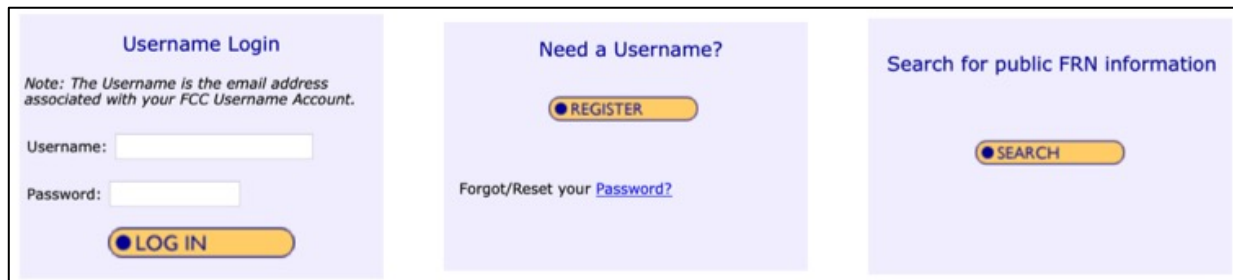 Username Login
Note: The Username is the email address
associated with your FCC Username Account.
Username:
Password:
LOG IN
Need a Username?
REGISTER
Forgot/Reset your Password?
Search for public FRN information
SEARCH